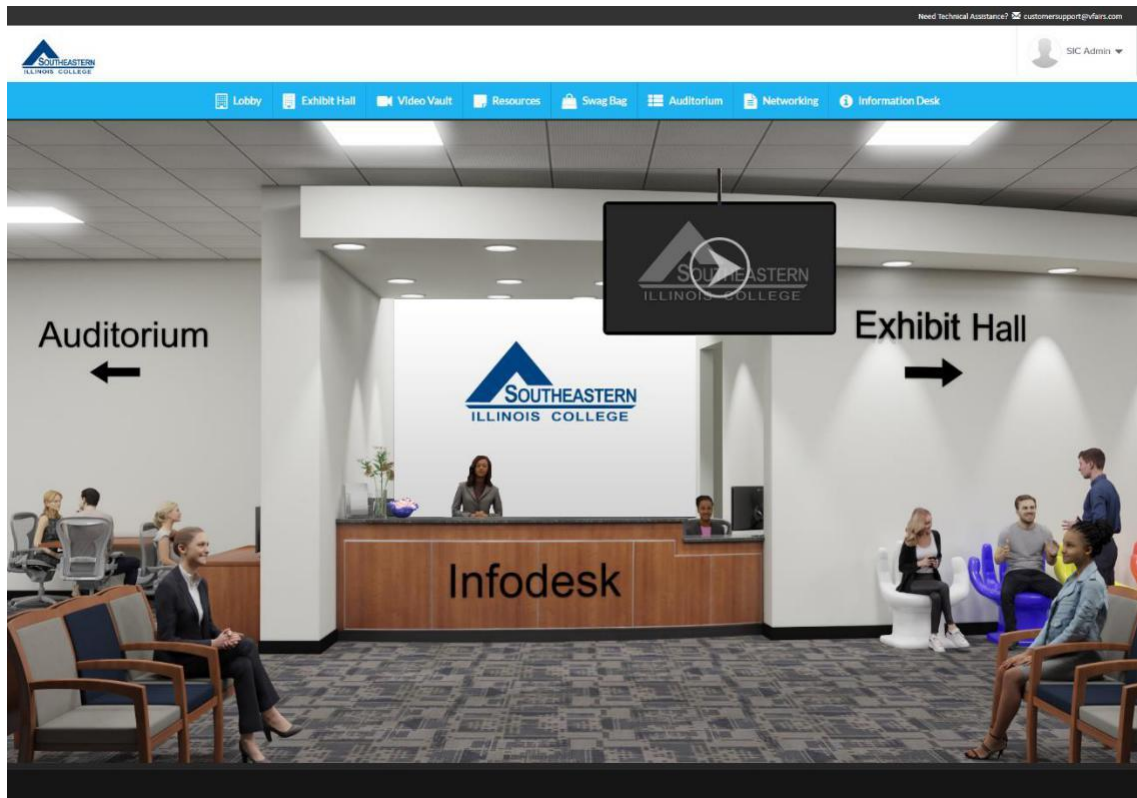 Need Technical Assistance? customersupport@vfairs.com
SOUTHEASTERN
ILLINOIS COLLEGE
SIC Admin
Lobby Exhibit Hall Video Vault Resources Swag Bag Auditorium Networking Information Desk
SOUTHEASTERN
ILLINOIS COLLEGE
Auditorium
Exhibit Hall
SOUTHEASTERN
ILLINOIS COLLEGE
Infodesk